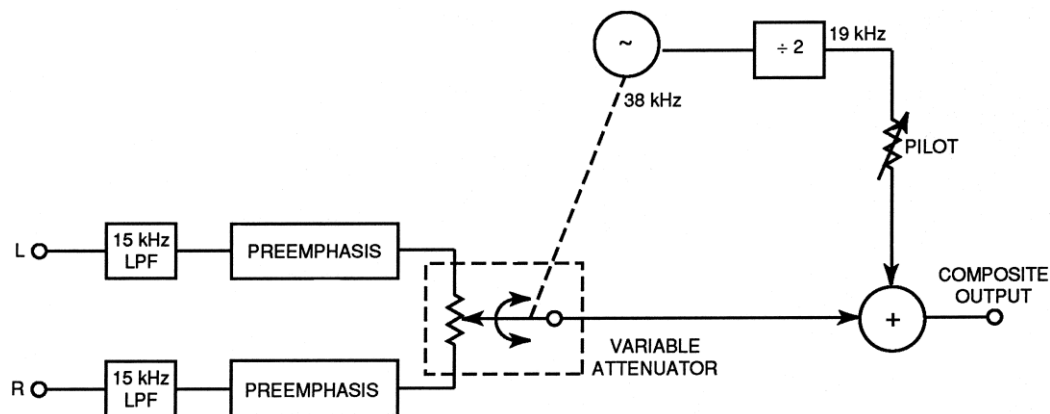 ~
÷ 2
19 kHz
38 kHz
PILOT
L
15 kHz
LPF
PREEMPHASIS
COMPOSITE
OUTPUT
+
VARIABLE
ATTENUATOR
R
15 kHz
LPF
PREEMPHASIS